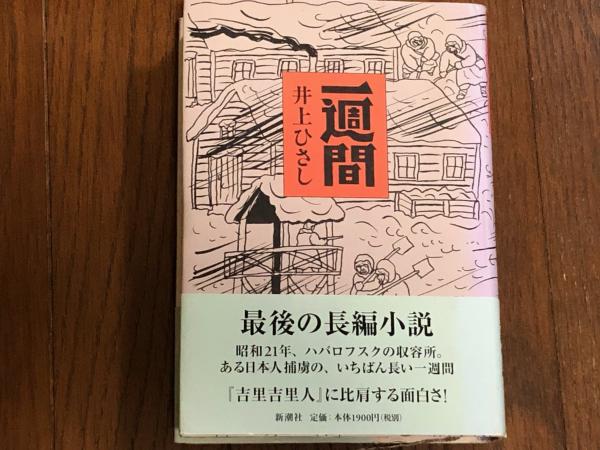 一週間
井上ひさし
最後の長編小説
昭和21年、ハバロフスクの収容所。
ある日本人捕虜の、いちばん長い一週間
『吉里吉里人』に比肩する面白さ!
新潮社 定価:本体1900円(税別)